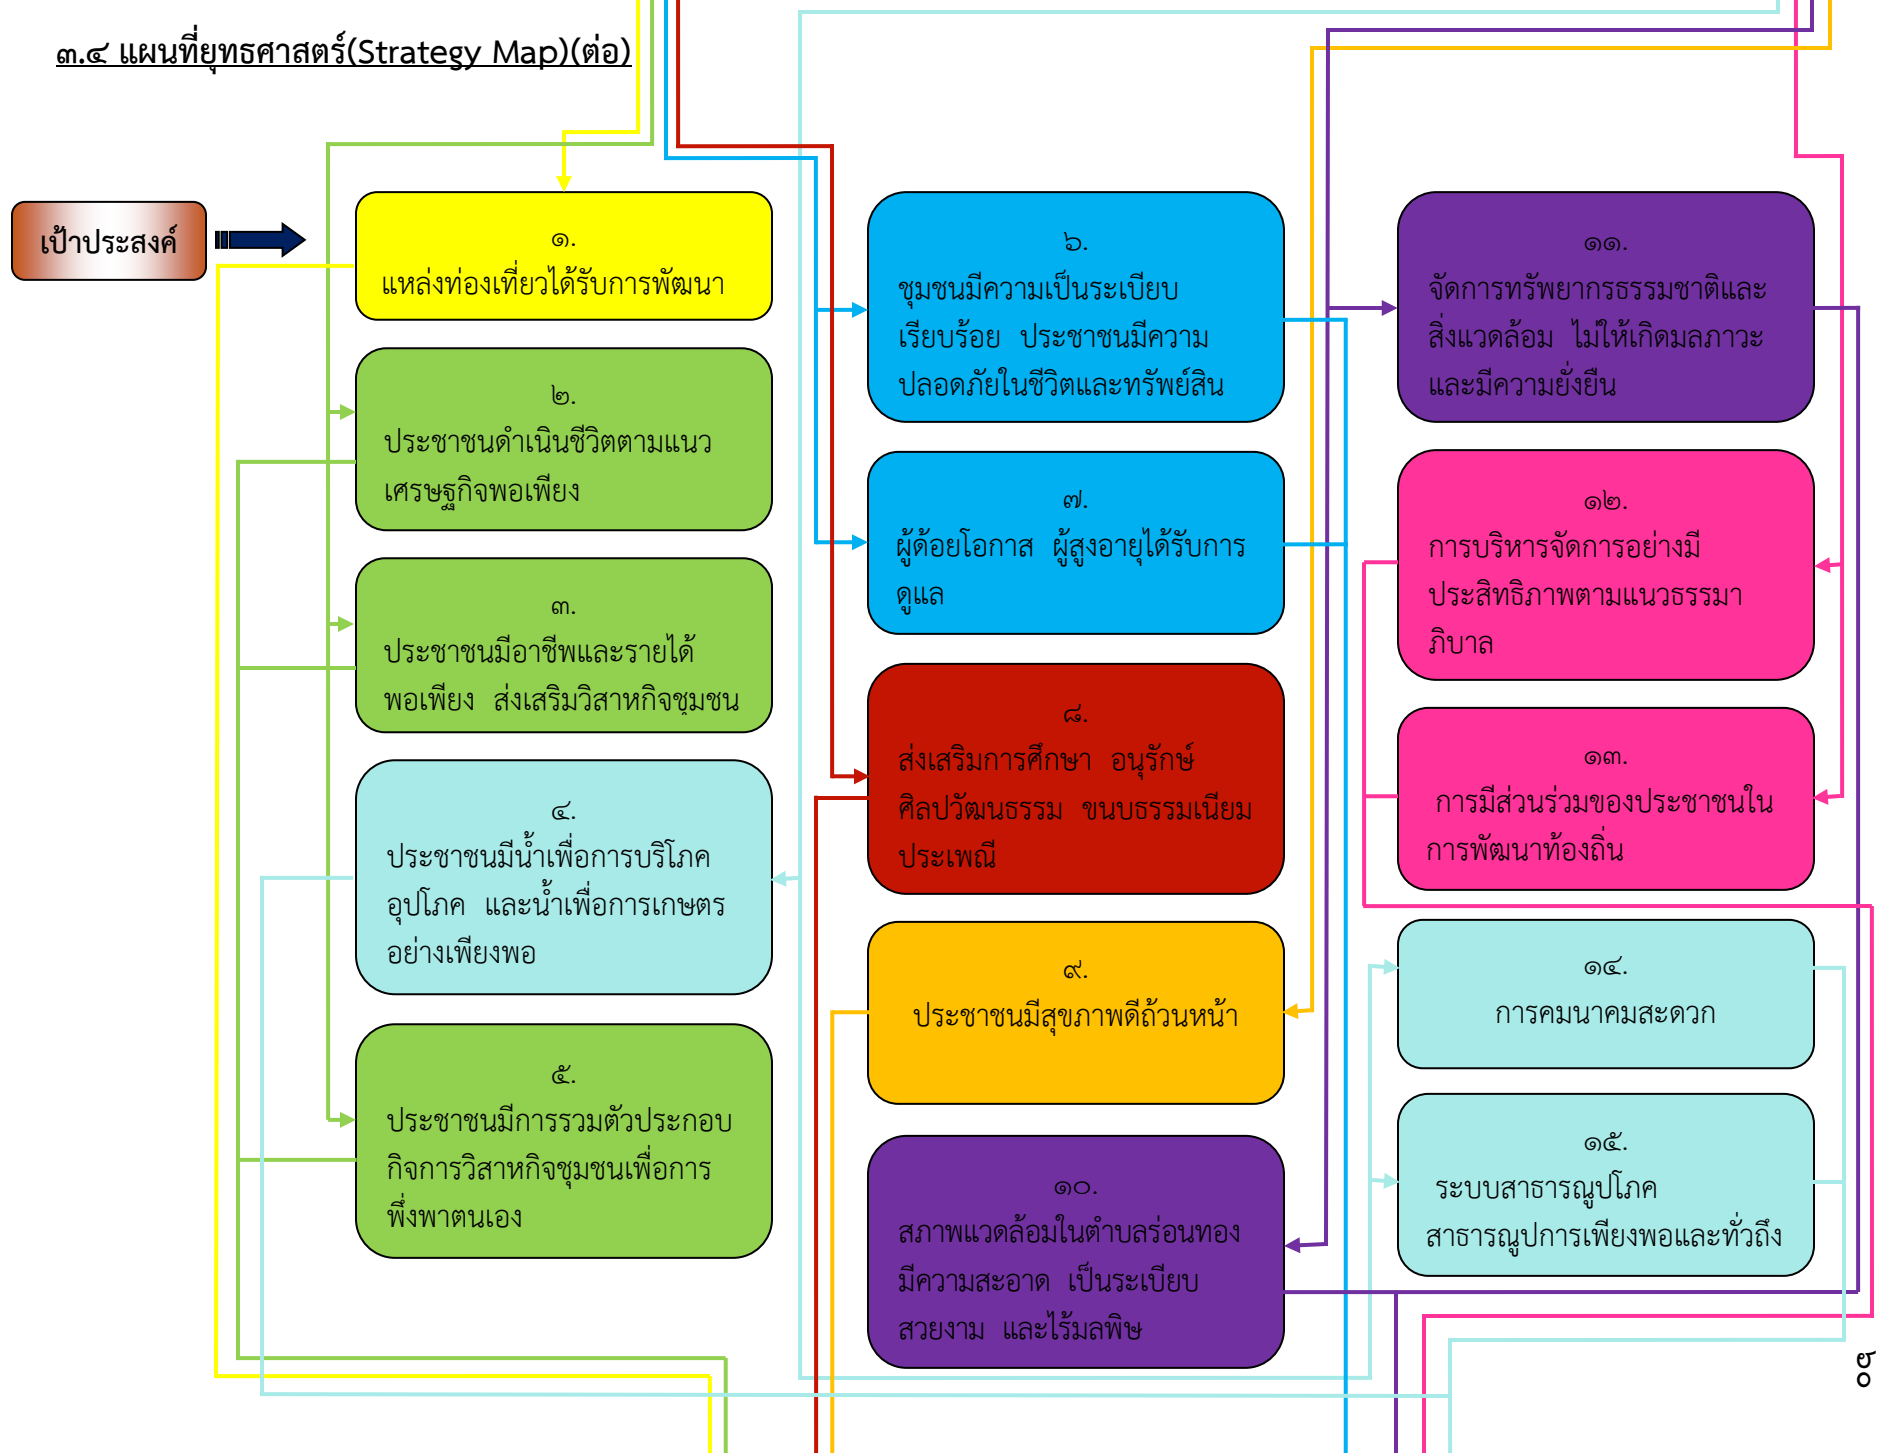 ๓.๔ แผนที่ยุทธศาสตร์(Strategy Map)(ต่อ)
เป้าประสงค์
๑.
แหล่งท่องเที่ยวได้รับการพัฒนา
๒.
ประชาชนดำเนินชีวิตตามแนว
เศรษฐกิจพอเพียง
๓.
ประชาชนมีอาชีพและรายได้
พอเพียง ส่งเสริมวิสาหกิจชุมชน
๔.
ประชาชนมีน้ำเพื่อการบริโภค
อุปโภค และน้ำเพื่อการเกษตร
อย่างเพียงพอ
๕.
ประชาชนมีการรวมตัวประกอบ
กิจการวิสาหกิจชุมชนเพื่อการ
พึ่งพาตนเอง
๖.
ชุมชนมีความเป็นระเบียบ
เรียบร้อย ประชาชนมีความ
ปลอดภัยในชีวิตและทรัพย์สิน
๗.
ผู้ด้อยโอกาส ผู้สูงอายุได้รับการ
ดูแล
๘.
ส่งเสริมการศึกษา อนุรักษ์
ศิลปวัฒนธรรม ขนบธรรมเนียม
ประเพณี
๙.
ประชาชนมีสุขภาพดีถ้วนหน้า
๑๐.
สภาพแวดล้อมในตำบลร่อนทอง
มีความสะอาด เป็นระเบียบ
สวยงาม และไร้มลพิษ
๑๑.
จัดการทรัพยากรธรรมชาติและ
สิ่งแวดล้อม ไม่ให้เกิดมลภาวะ
และมีความยั่งยืน
๑๒.
การบริหารจัดการอย่างมี
ประสิทธิภาพตามแนวธรรมา
ภิบาล
๑๓.
การมีส่วนร่วมของประชาชนใน
การพัฒนาท้องถิ่น
๑๔.
การคมนาคมสะดวก
๑๕.
ระบบสาธารณูปโภค
สาธารณูปการเพียงพอและทั่วถึง
๖๐